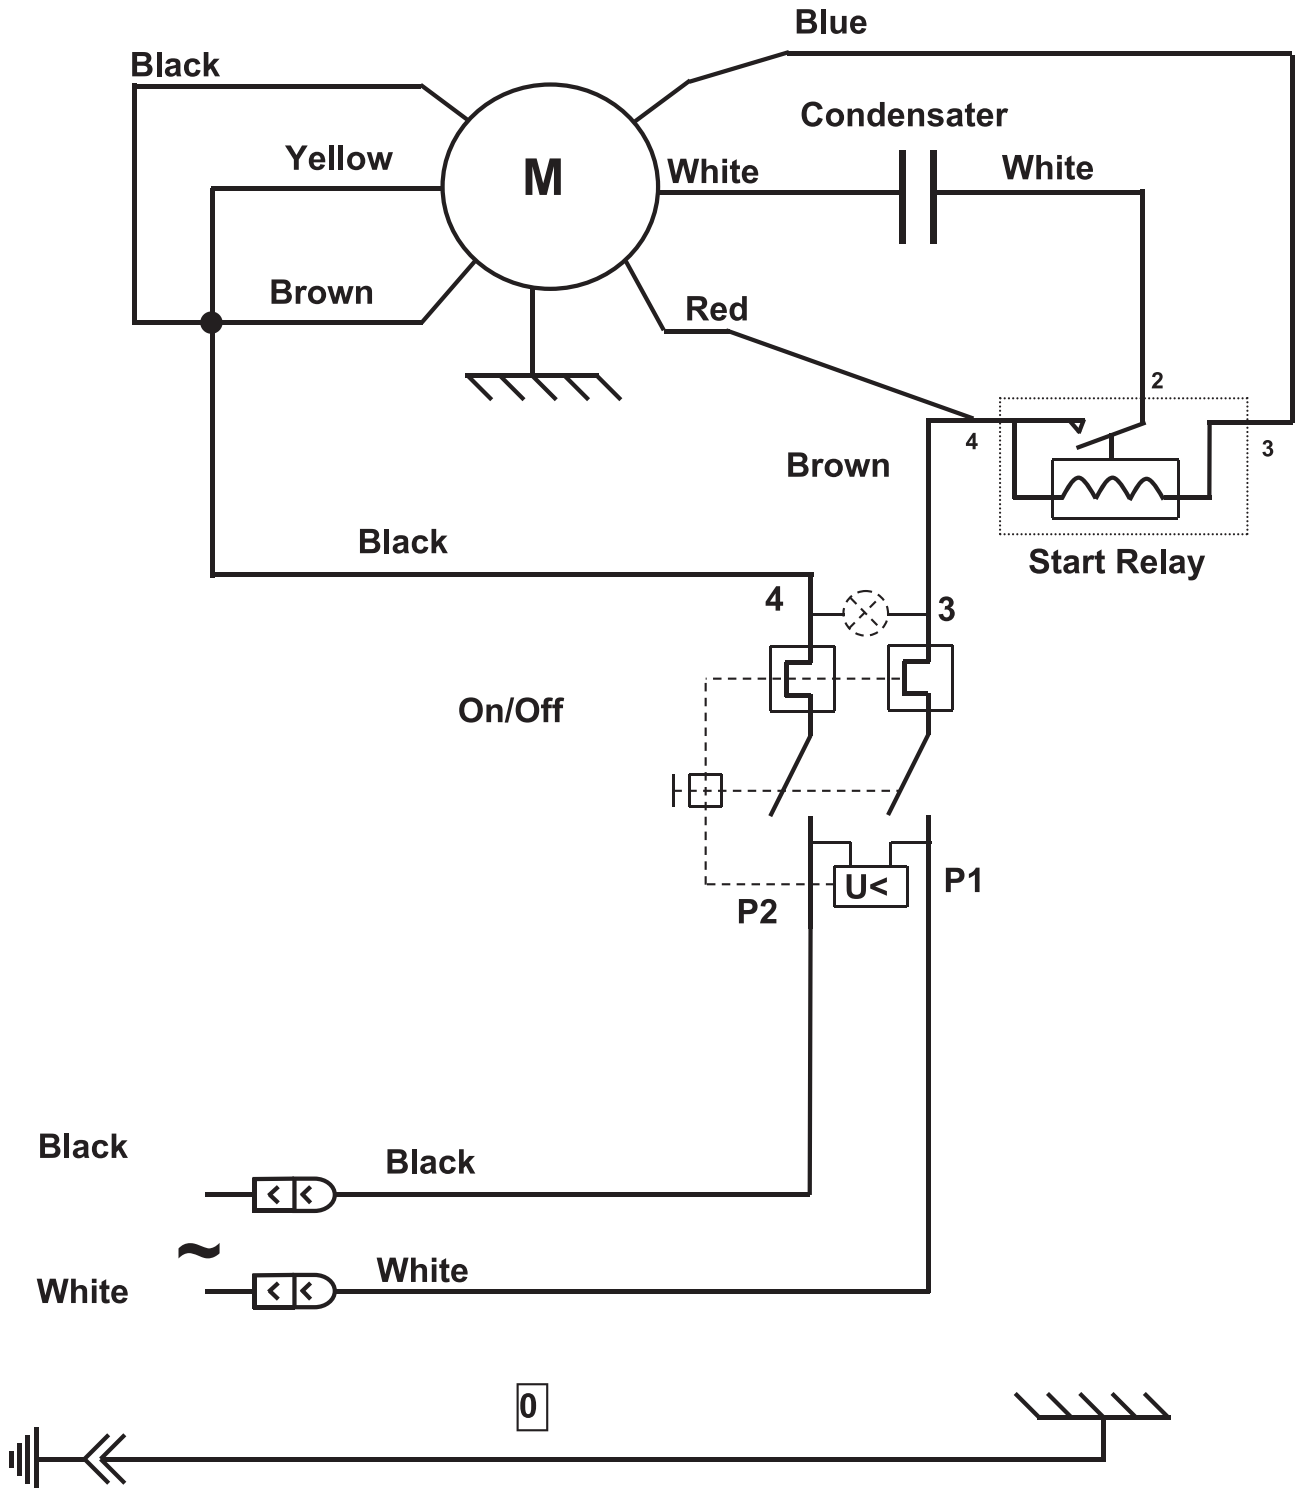 Blue
Black
Condensater
Yellow
M
White
White
Brown
Red
2
4
3
Brown
Black
Start Relay
4
3
On/Off
U<
P1
P2
Black
Black
~
White
White
0